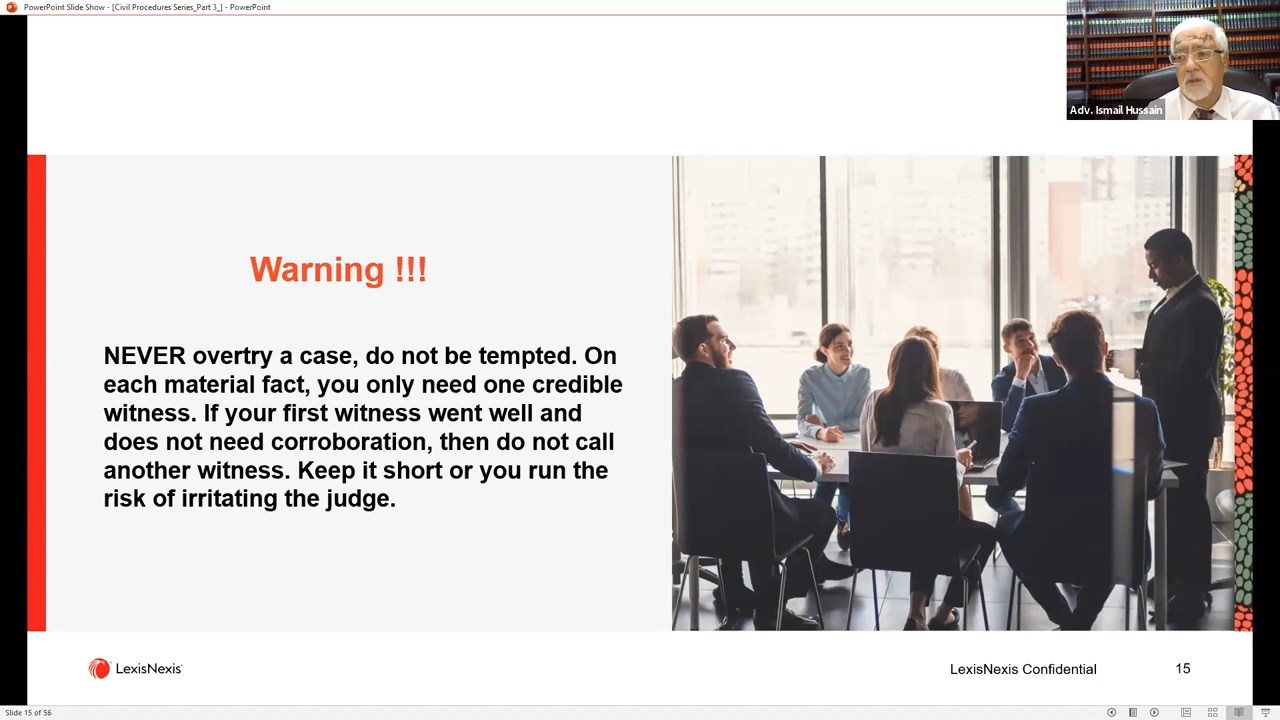 PowerPoint Slide Show - [Civil Procedures Series_Part 3_] - PowerPoint
Adv. Ismail Hussain
Warning !!!
NEVER overtry a case, do not be tempted. On
each material fact, you only need one credible
witness. If your first witness went well and
does not need corroboration, then do not call
another witness. Keep it short or you run the
risk of irritating the judge.
LexisNexis
LexisNexis Confidential
15
Slide 15 of 56